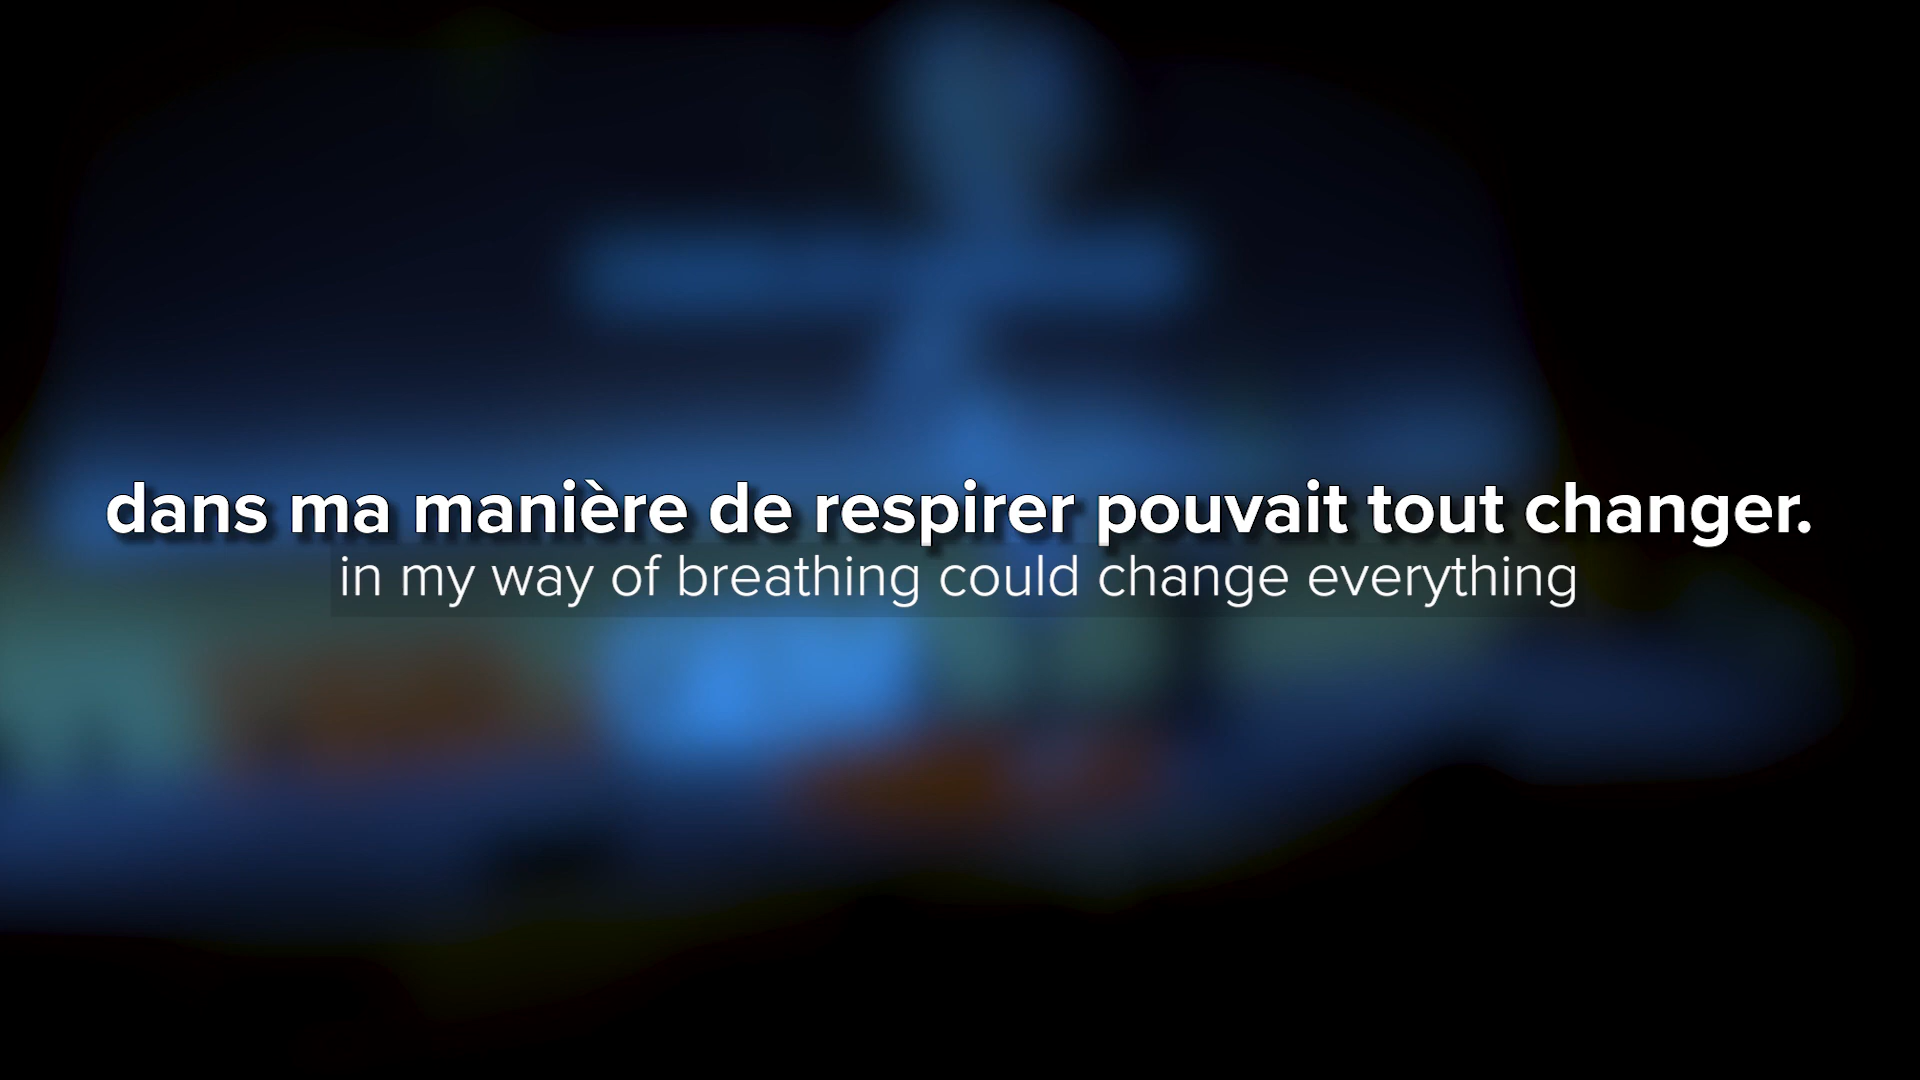 dans ma manière de respirer pouvait tout changer.
in my way of breathing could change everything